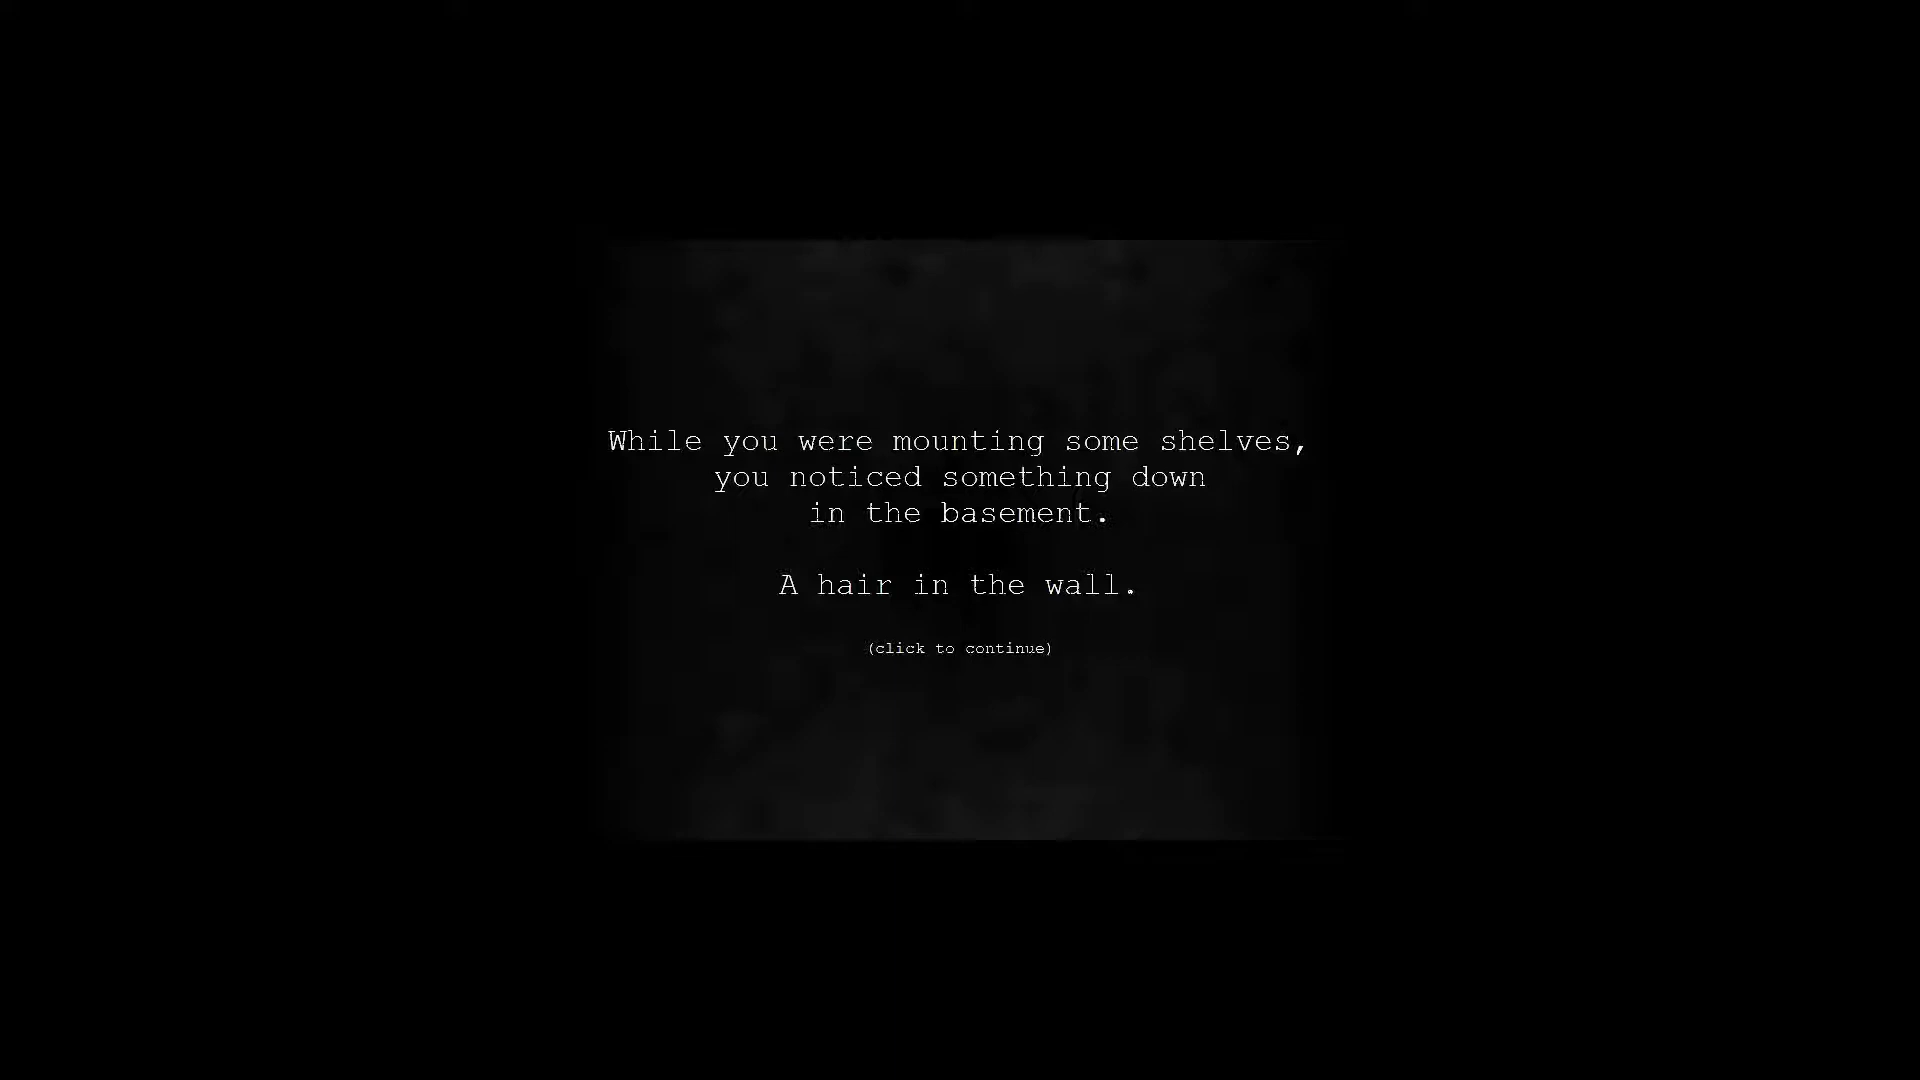 While you were mounting some shelves,
you noticed something down
in the basement.
A hair in the wall.
(click to continue)